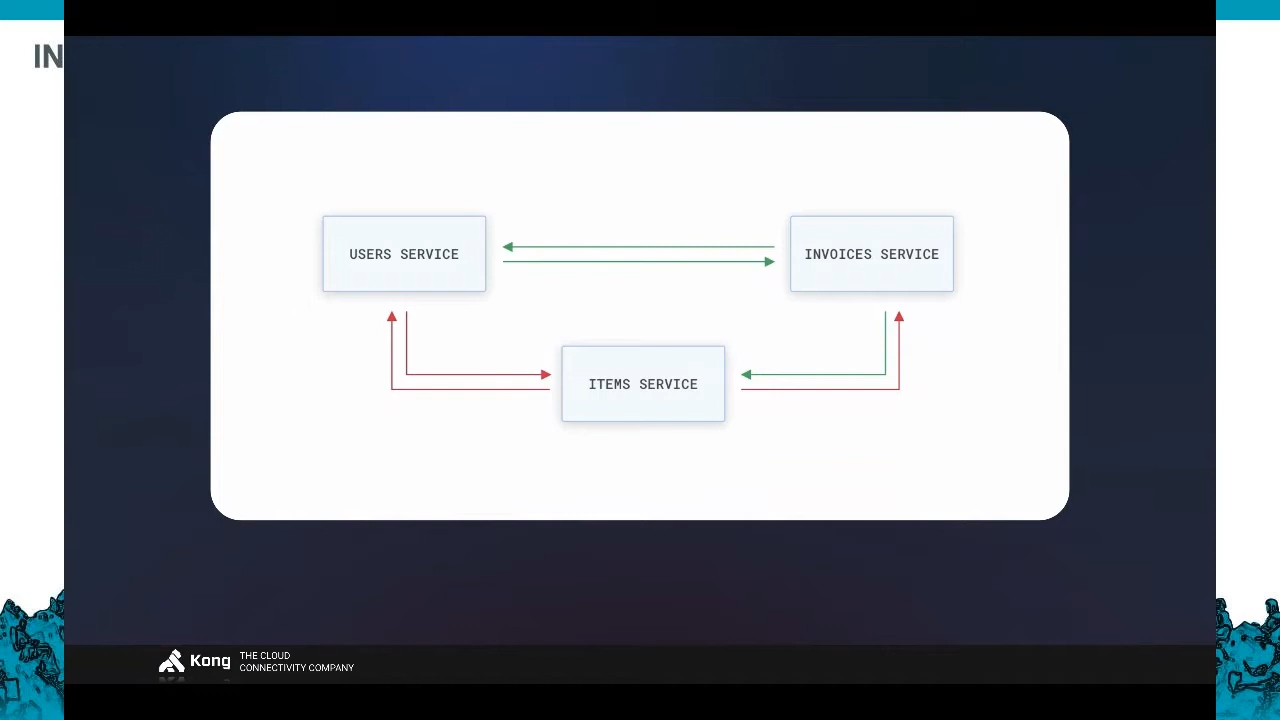 IN
USERS SERVICE
INVOICES SERVICE
ITEMS SERVICE
Kong
THE CLOUD
CONNECTIVITY COMPANY